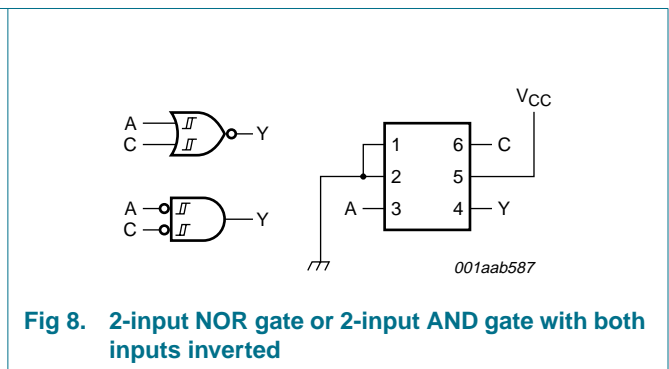 A
C
Y
A
C
Y
VCC
1 6 C
2 5
A 3 4 Y
001aab587
Fig 8. 2-input NOR gate or 2-input AND gate with both
inputs inverted